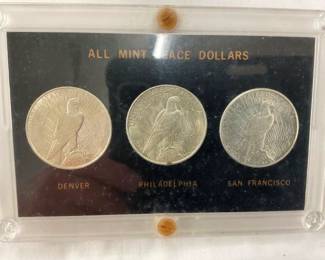 ALL MINT PEACE DOLLARS
DENVER PHILADELPHIA SAN FRANCISCO